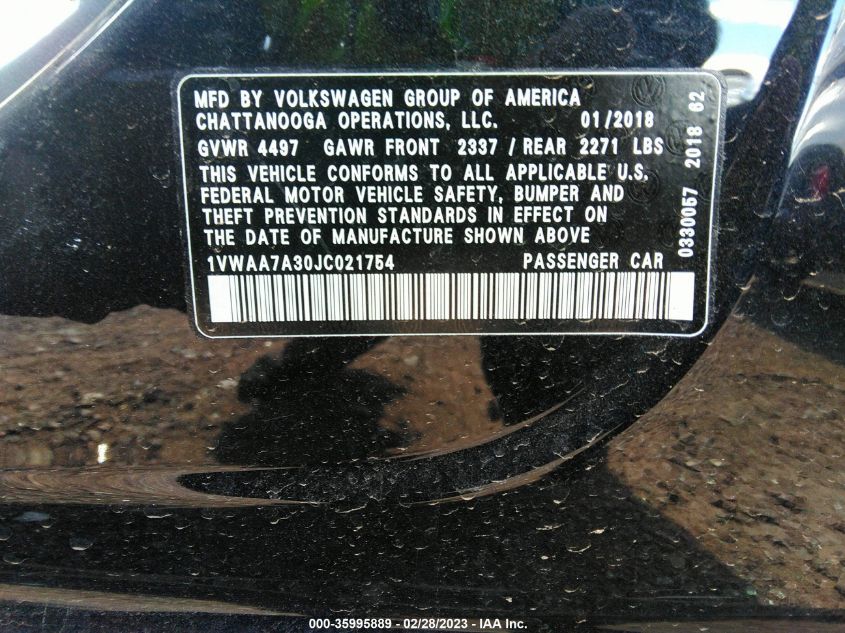 MFD BY VOLKSWAGEN GROUP OF AMERICA
CHATTANOOGA OPERATIONS, LLC. 01/2018
GVWR 4497 GAWR FRONT 2337 / REAR 2271 LBS
THIS VEHICLE CONFORMS TO ALL APPLICABLE U.S.
FEDERAL MOTOR VEHICLE SAFETY, BUMPER AND
THEFT PREVENTION STANDARDS IN EFFECT ON
THE DATE OF MANUFACTURE SHOWN ABOVE
1VWAA7A30JC021754 PASSENGER CAR
0330057 2018 62
000-35995889 - 02/28/2023 - IAA Inc.